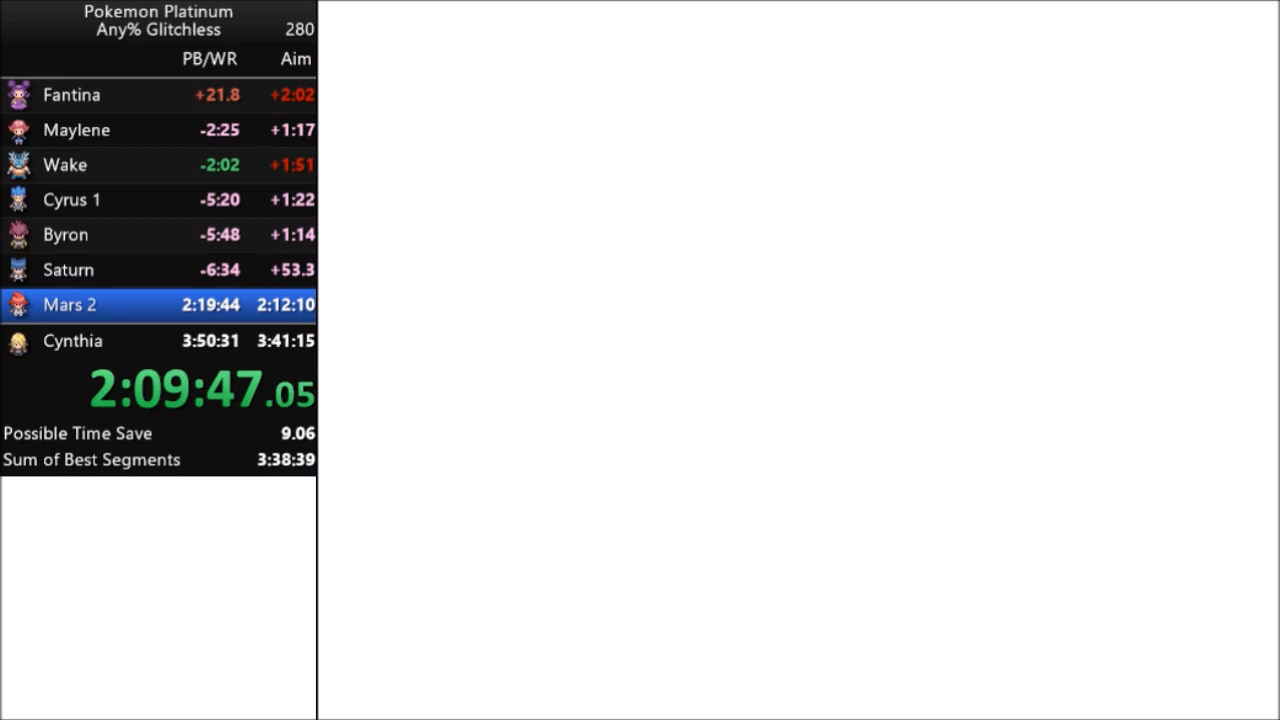 Pokemon Platinum
Any% Glitchless 280
PB/WR Aim
Fantina +21.8 +2:02
Maylene -2:25 +1:17
Wake -2:02 +1:51
Cyrus 1 -5:20 +1:22
Byron -5:48 +1:14
Saturn -6:34 +53.3
Mars 2 2:19:44 2:12:10
Cynthia 3:50:31 3:41:15
2:09:47.05
Possible Time Save 9.06
Sum of Best Segments 3:38:39